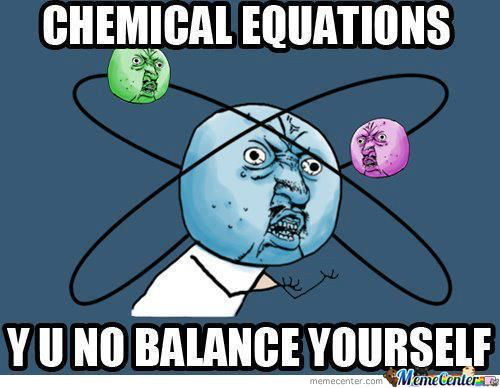 CHEMICAL EQUATIONS
Y U NO BALANCE YOURSELF
memecenter.com MemeCenter